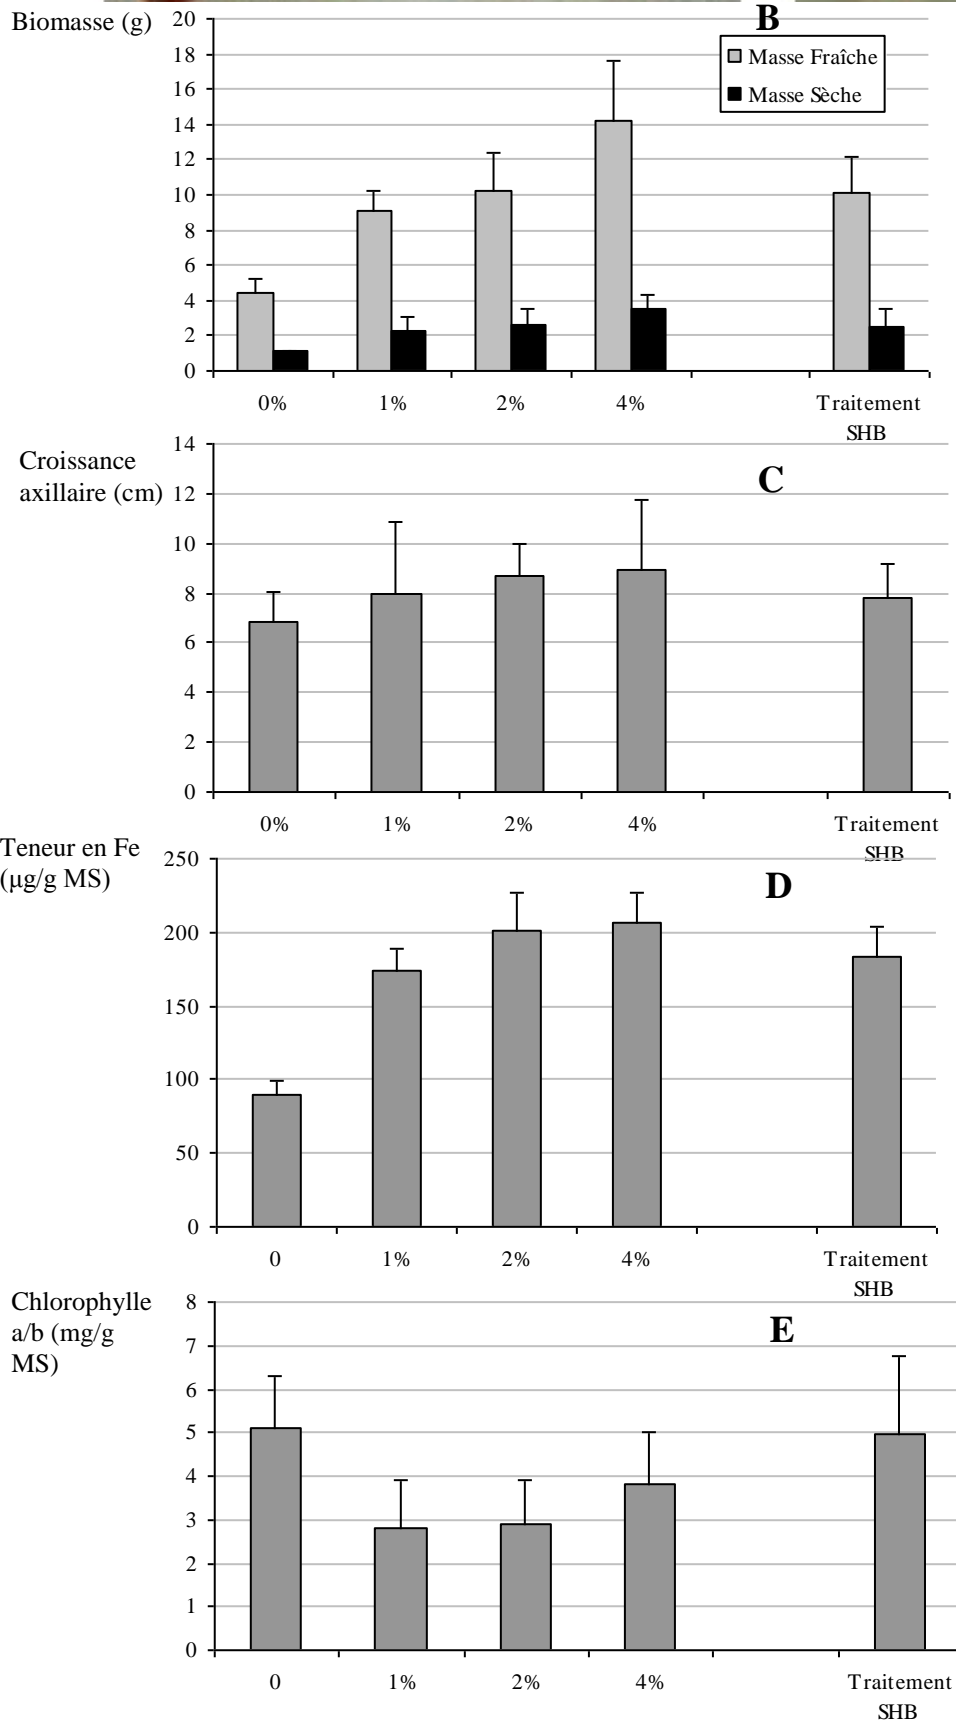 Biomasse (g)
B
20
18
16
14
12
10
8
6
4
2
0
Masse Fraîche
Masse Sèche
0% 1% 2% 4% Traitement
SHB
Croissance
axillaire (cm)
C
14
12
10
8
6
4
2
0
0% 1% 2% 4% Traitement
SHB
Teneur en Fe
(µg/g MS)
D
250
200
150
100
50
0
0 1% 2% 4% Traitement
SHB
Chlorophylle
a/b (mg/g
MS)
E
8
7
6
5
4
3
2
1
0
0 1% 2% 4% Traitement
SHB